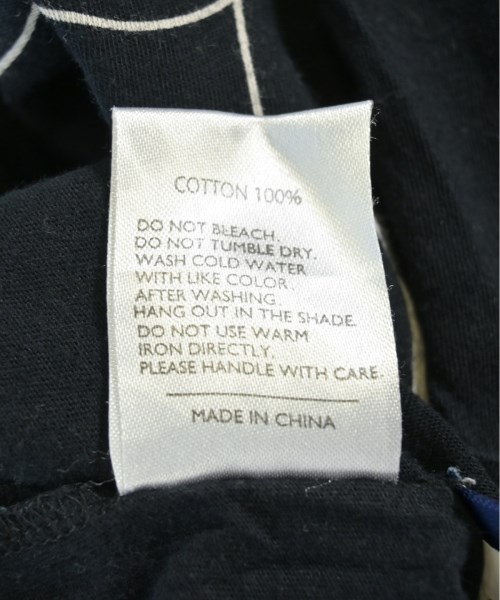 COTTON 100%
DO NOT BLEACH.
DO NOT TUMBLE DRY.
WASH COLD WATER
WITH LIKE COLOR.
AFTER WASHING.
HANG OUT IN THE SHADE.
DO NOT USE WARM
IRON DIRECTLY.
PLEASE HANDLE WITH CARE.
MADE IN CHINA